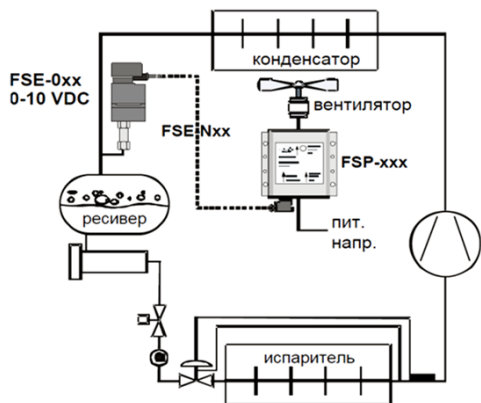 конденсатор
FSE-0xx
0-10 VDC
вентилятор
FSE-Nxx
FSP-xxx
ресивер
пит.
напр.
испаритель